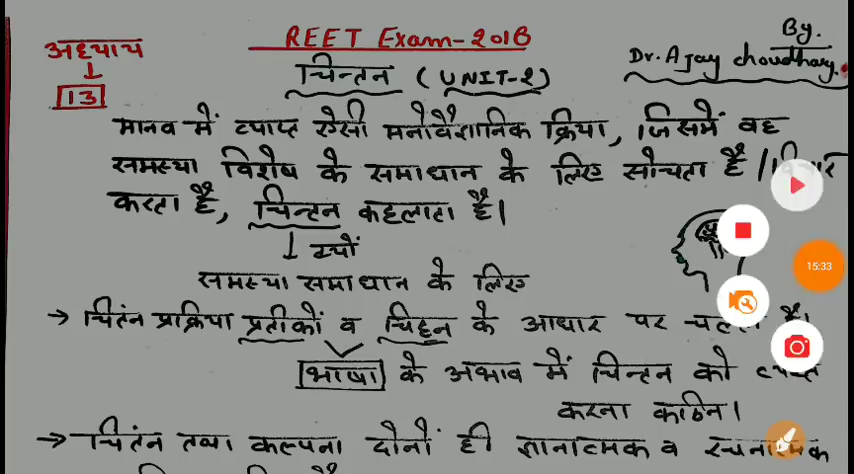 By.
REET Exam-2018
अध्याय
↓
13
चिन्तन (UNIT-2)
Dr. Ajay choudhary.
मानव में व्याप्त ऐसी मनोवैज्ञानिक क्रिया, जिसमें वह
समस्या विशेष के समाधान के लिए सोचता है /
करता है, चिन्तन कहलाता है।
↓ क्यों
समस्या समाधान के लिए
15:33
→ चितंन प्रक्रिया प्रतीकों व चिह्न के आधार पर है।
भाषा के अभाव में चिन्तन को
करना कठिन।
→ चितंन तथा कल्पना दोनों ही ज्ञानात्मक व रचनात्मक